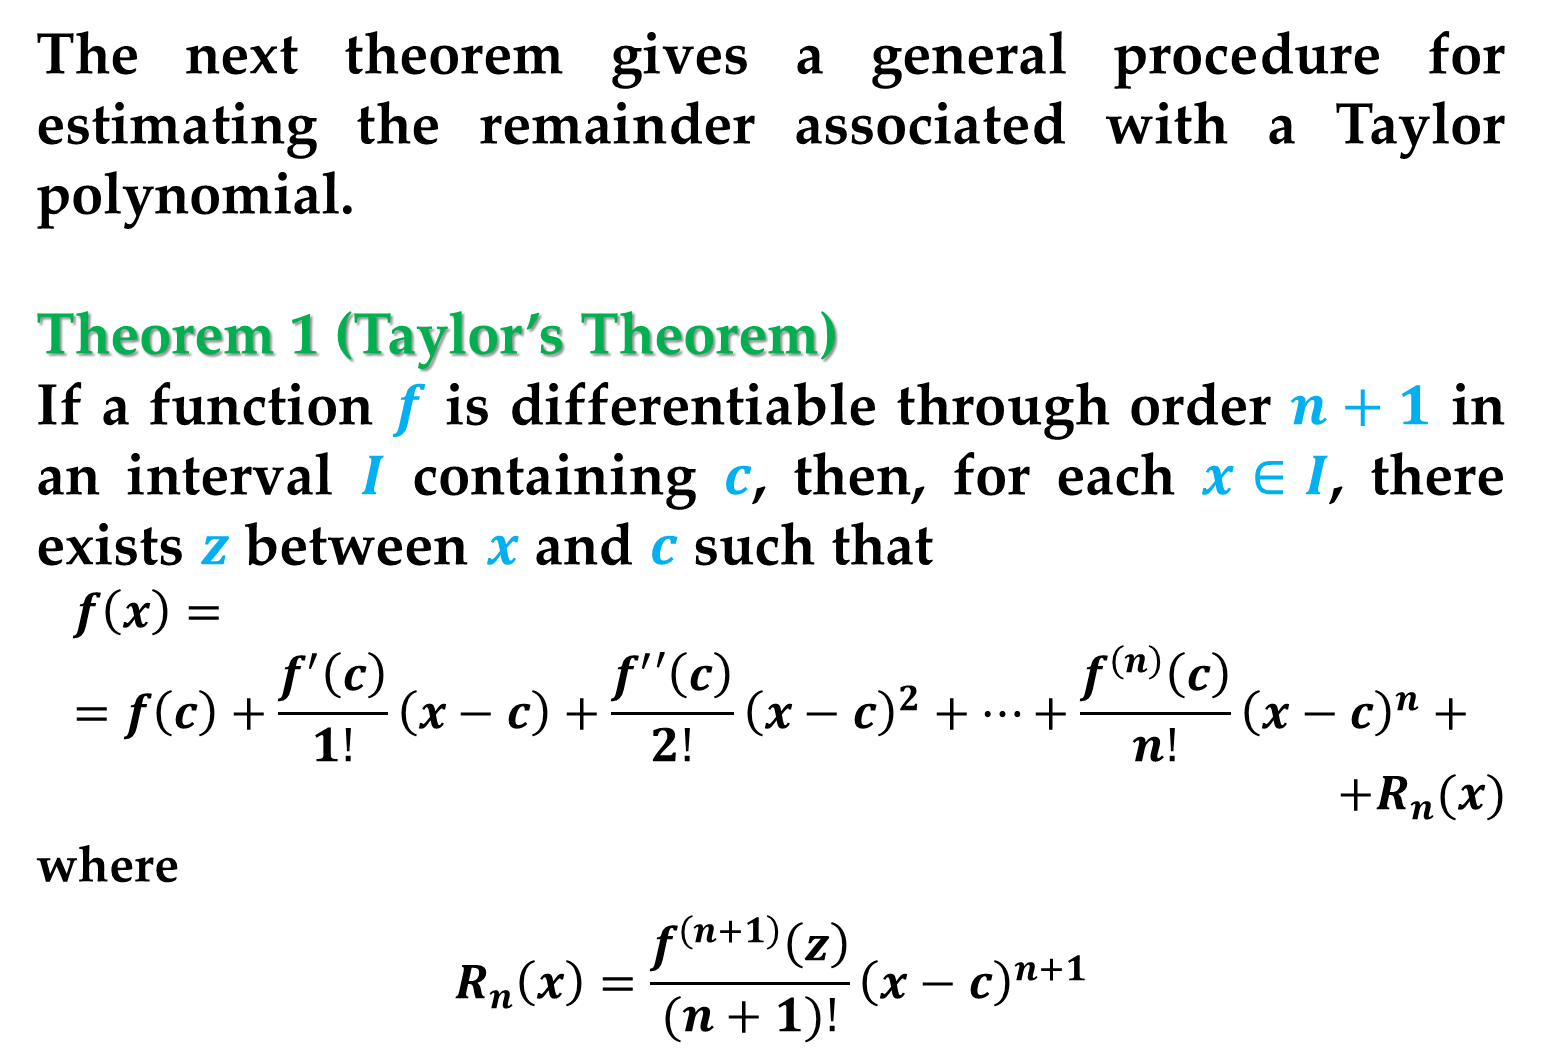 The next theorem gives a general procedure for
estimating the remainder associated with a Taylor
polynomial.
Theorem 1 (Taylor’s Theorem)
If a function f is differentiable through order n + 1 in
an interval I containing c, then, for each x ∈ I, there
exists z between x and c such that
f(x) =
= f(c) + f′(c)/1! (x − c) + f′′(c)/2! (x − c)² + ⋯ + f⁽ⁿ⁾(c)/n! (x − c)ⁿ +
+Rₙ(x)
where
Rₙ(x) = f⁽ⁿ⁺¹⁾(z)/(n + 1)! (x − c)ⁿ⁺¹